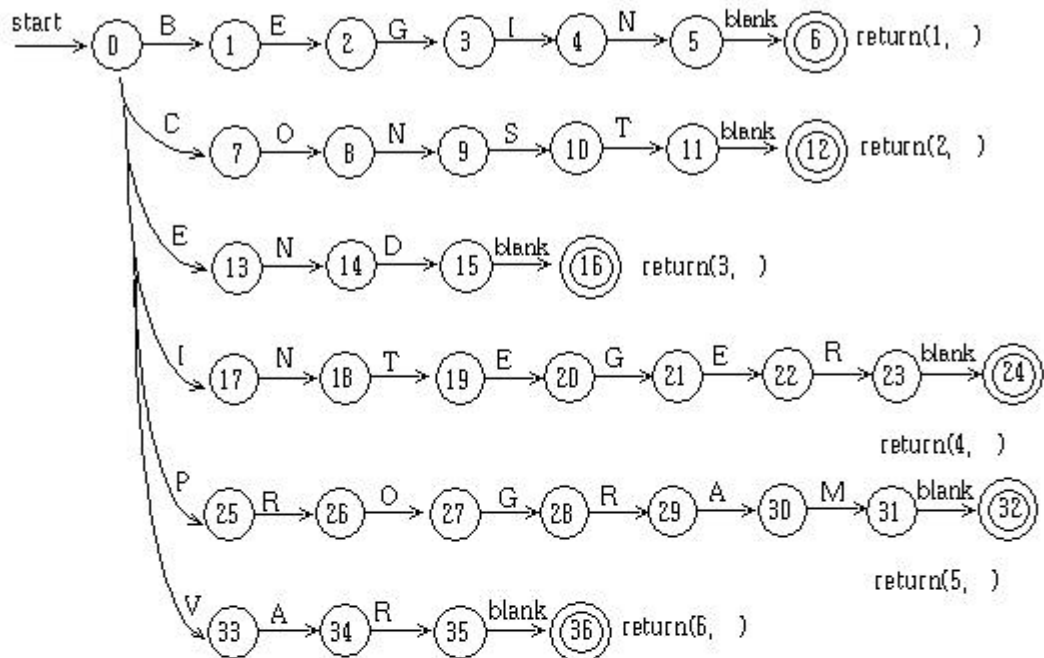 start B E G I N blank
0 1 2 3 4 5 6 return(1, )
C O N S T blank
7 8 9 10 11 12 return(2, )
E N D blank
13 14 15 16 return(3, )
I N T E G E R blank
17 18 19 20 21 22 23 24
return(4, )
P R O G R A M blank
25 26 27 28 29 30 31 32
return(5, )
V A R blank
33 34 35 36 return(6, )